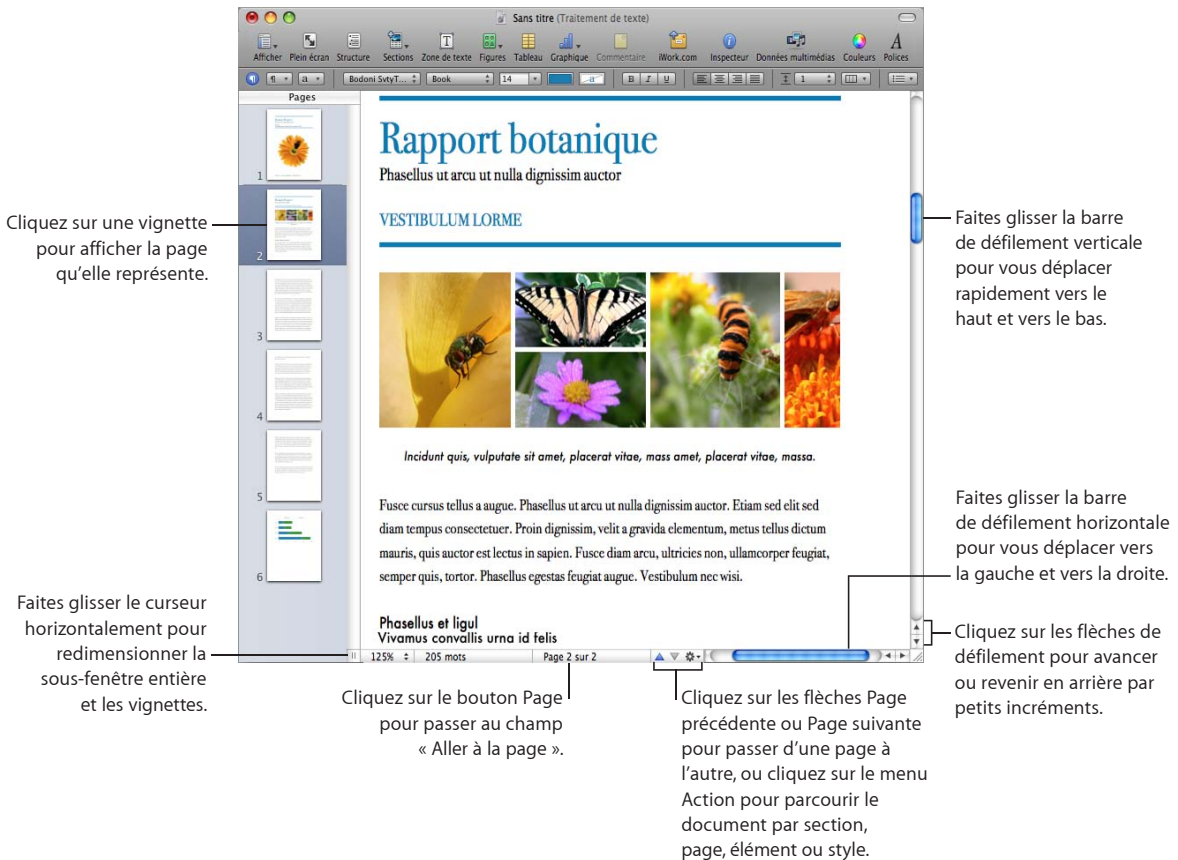 Sans titre (Traitement de texte)
Afficher Plein écran Structure Sections Zone de texte Figures Tableau Graphique Commentaire iWork.com Inspecteur Données multimédias Couleurs Polices
¶ a Bodoni SvtyT... Book 14 a B I U 1
Pages
1
2
3
4
5
6
Rapport botanique
Phasellus ut arcu ut nulla dignissim auctor
VESTIBULUM LORME
Incidunt quis, vulputate sit amet, placerat vitae, mass amet, placerat vitae, massa.
Fusce cursus tellus a augue. Phasellus ut arcu ut nulla dignissim auctor. Etiam sed elit sed
diam tempus consectetuer. Proin dignissim, velit a gravida elementum, metus tellus dictum
mauris, quis auctor est lectus in sapien. Fusce diam arcu, ultricies non, ullamcorper feugiat,
semper quis, tortor. Phasellus egestas feugiat augue. Vestibulum nec wisi.
Phasellus et ligul
Vivamus convallis urna id felis
125% 205 mots Page 2 sur 2
Cliquez sur une vignette
pour afficher la page
qu'elle représente.
Faites glisser le curseur
horizontalement pour
redimensionner la
sous-fenêtre entière
et les vignettes.
Cliquez sur le bouton Page
pour passer au champ
« Aller à la page ».
Cliquez sur les flèches Page
précédente ou Page suivante
pour passer d'une page à
l'autre, ou cliquez sur le menu
Action pour parcourir le
document par section,
page, élément ou style.
Faites glisser la barre
de défilement verticale
pour vous déplacer
rapidement vers le
haut et vers le bas.
Faites glisser la barre
de défilement horizontale
pour vous déplacer vers
la gauche et vers la droite.
Cliquez sur les flèches de
défilement pour avancer
ou revenir en arrière par
petits incréments.